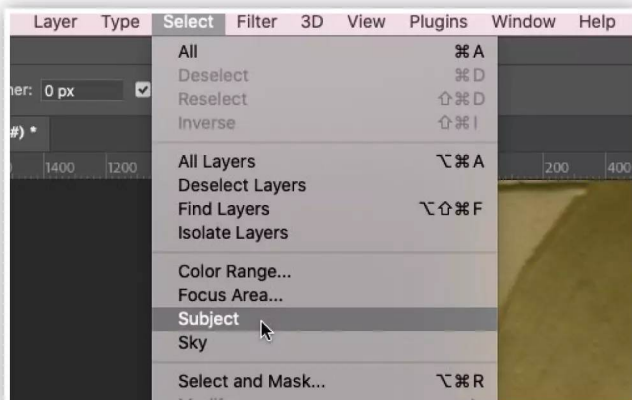 Layer Type Select Filter 3D View Plugins Window Help
All ⌘A
Deselect ⌘D
her: 0 px
Reselect ⇧⌘D
Inverse ⇧⌘I
#) *
1400 1200 200 400
All Layers ⌥⌘A
Deselect Layers
Find Layers ⌥⇧⌘F
Isolate Layers
Color Range...
Focus Area...
Subject
Sky
Select and Mask... ⌥⌘R